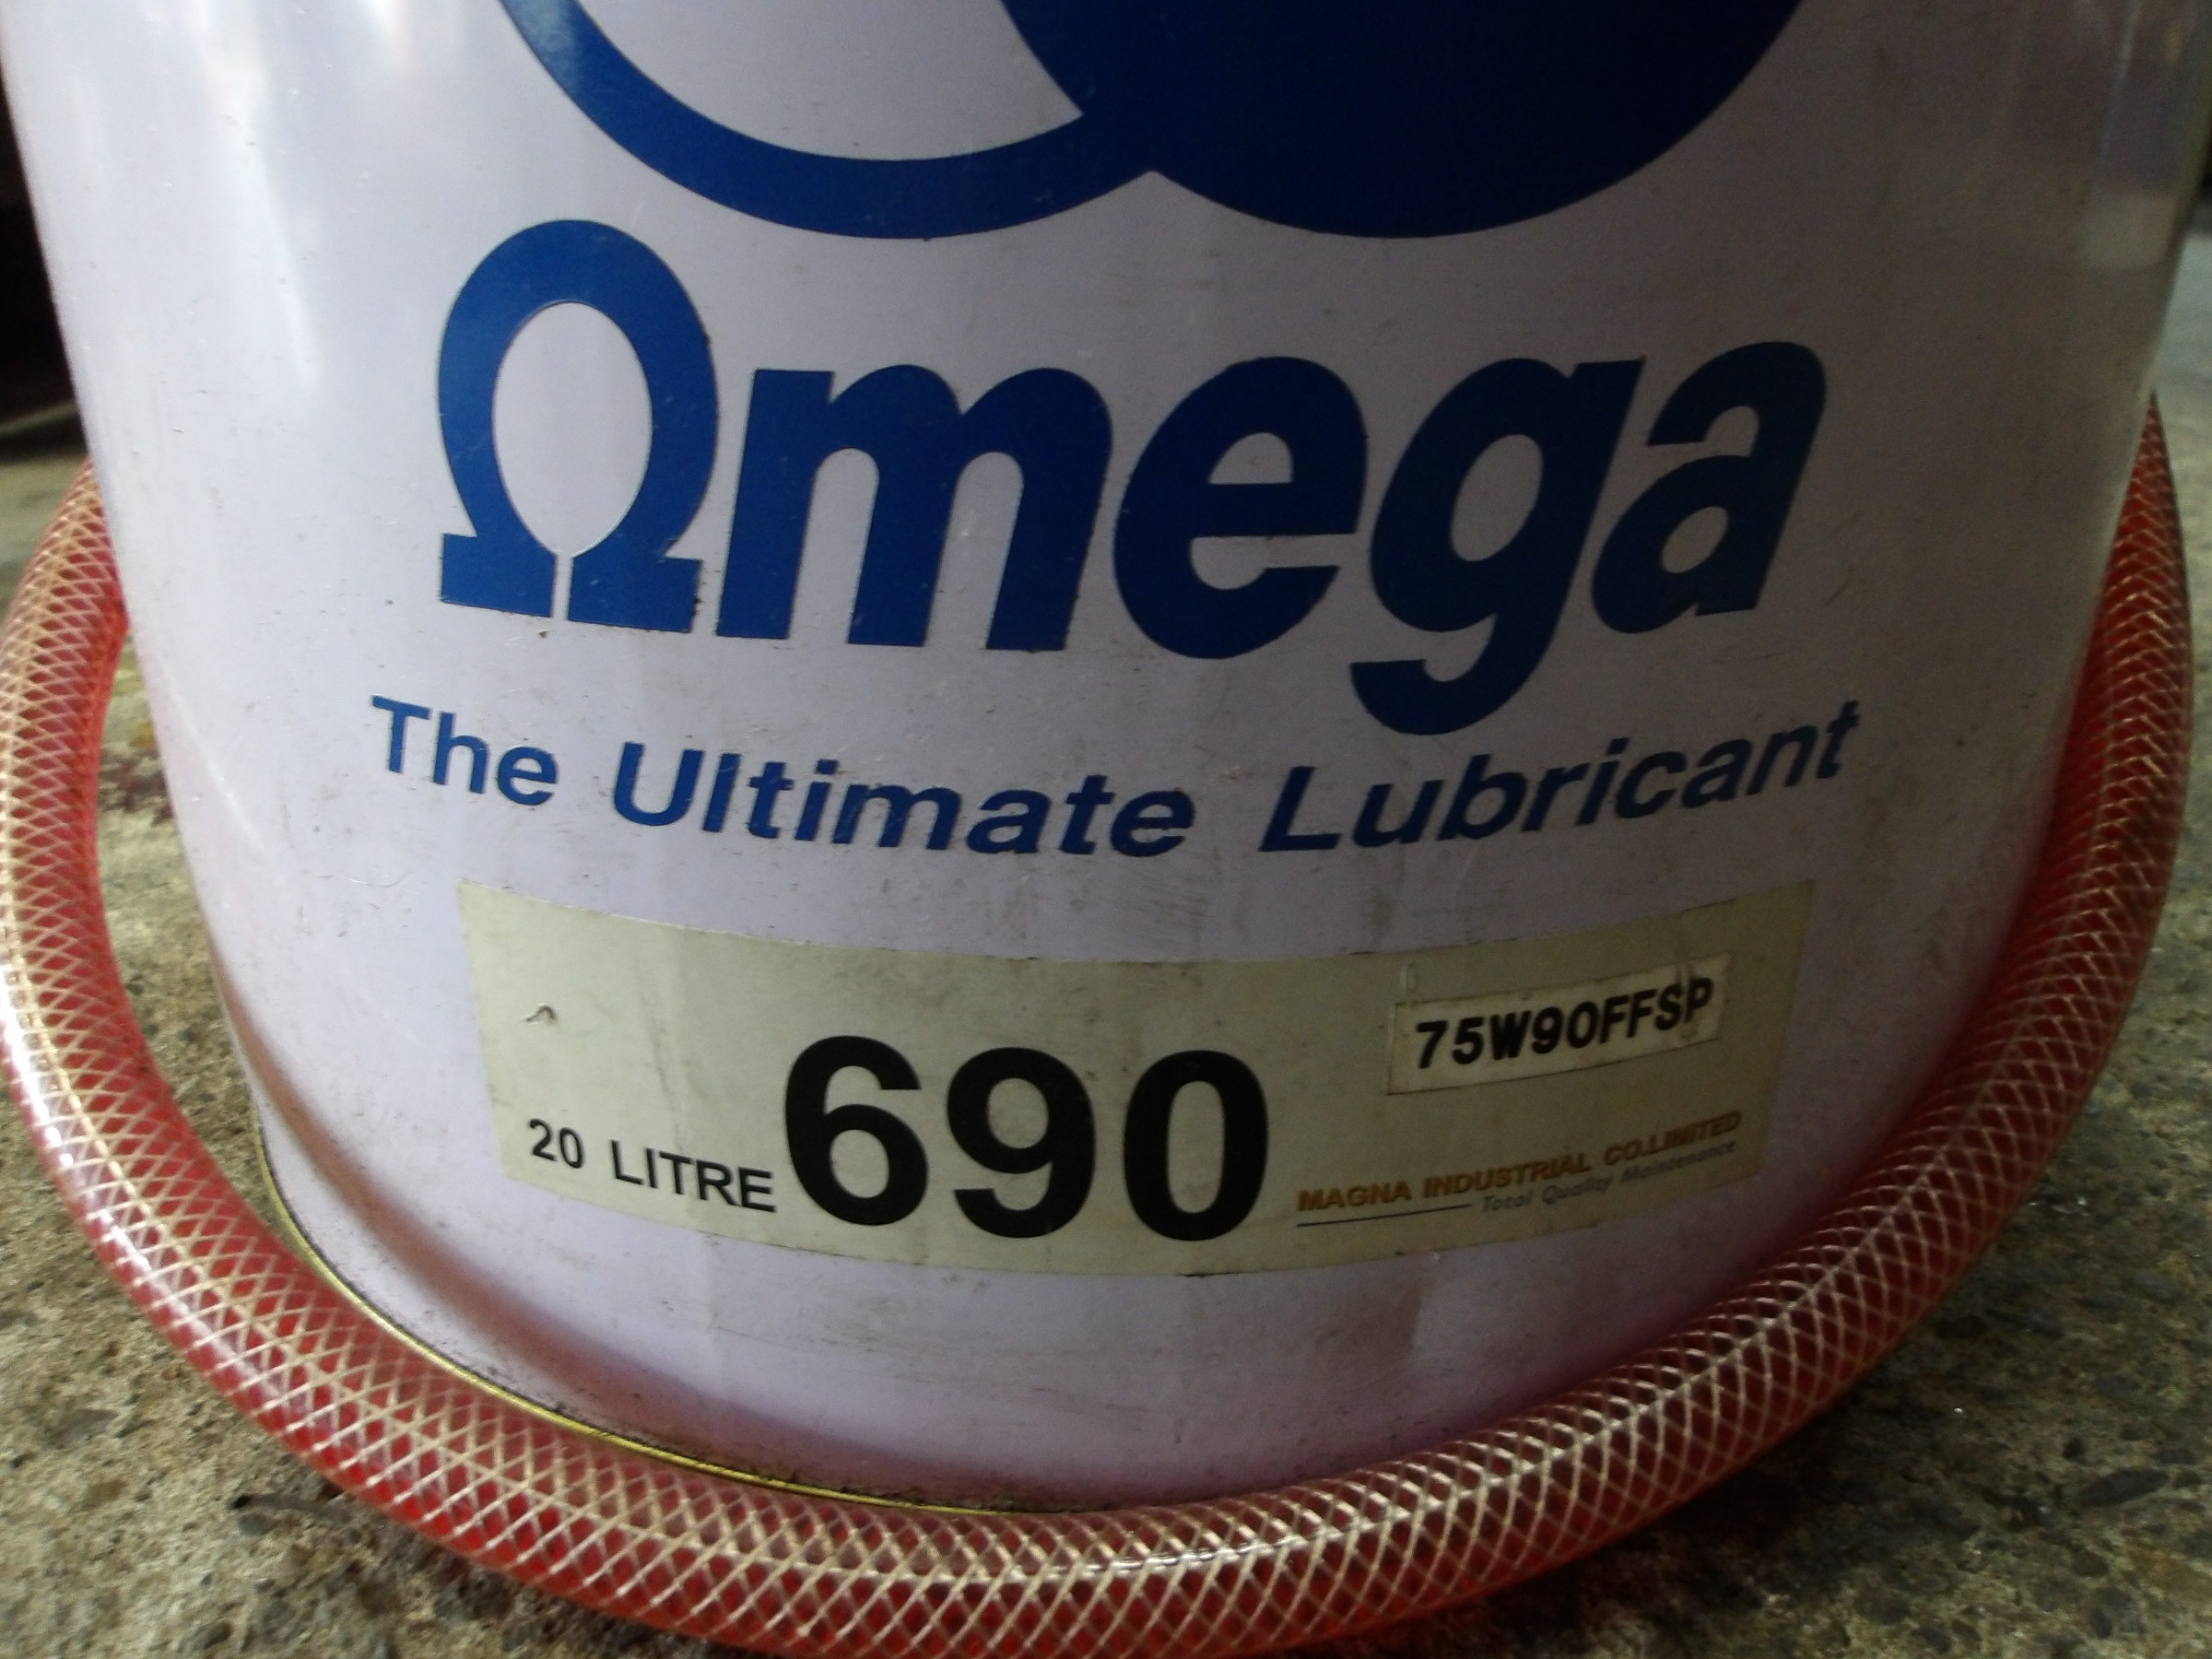 Ωmega
The Ultimate Lubricant
75W90FFSP
20 LITRE 690
MAGNA INDUSTRIAL CO.LIMITED
Total Quality Maintenance